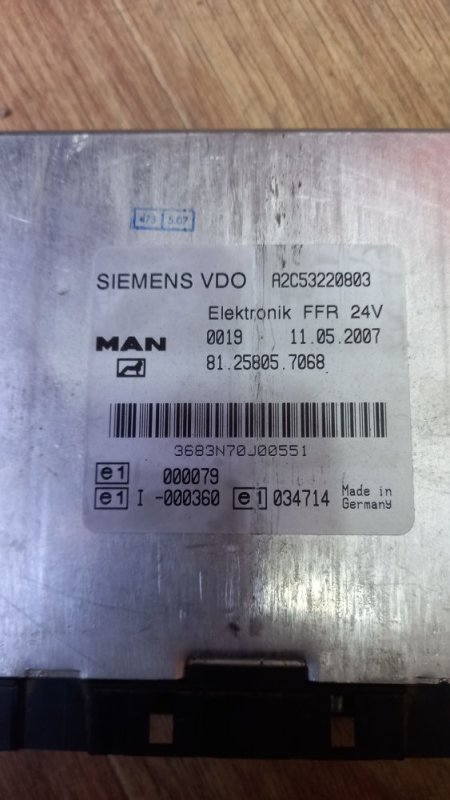 473 5.07
SIEMENS VDO A2C53220803
Elektronik FFR 24V
MAN 0019 11.05.2007
81.25805.7068
3683N70J00551
e1 000079
e1 I -000360 e1 034714 Made in
Germany